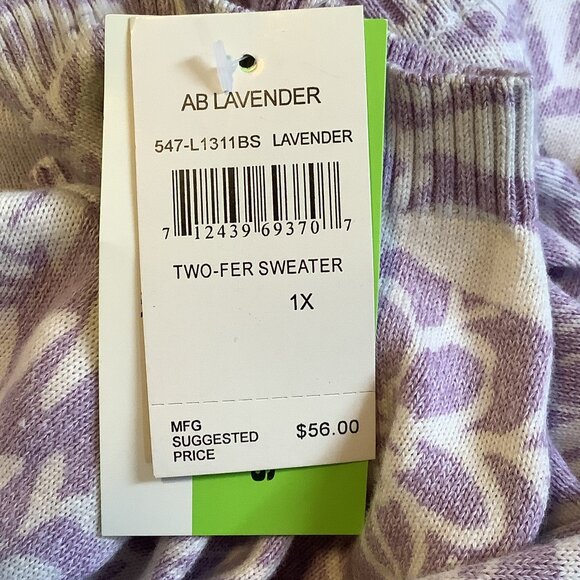 AB LAVENDER
547-L1311BS LAVENDER
7 12439 69370 7
TWO-FER SWEATER
1X
MFG
SUGGESTED
PRICE
$56.00